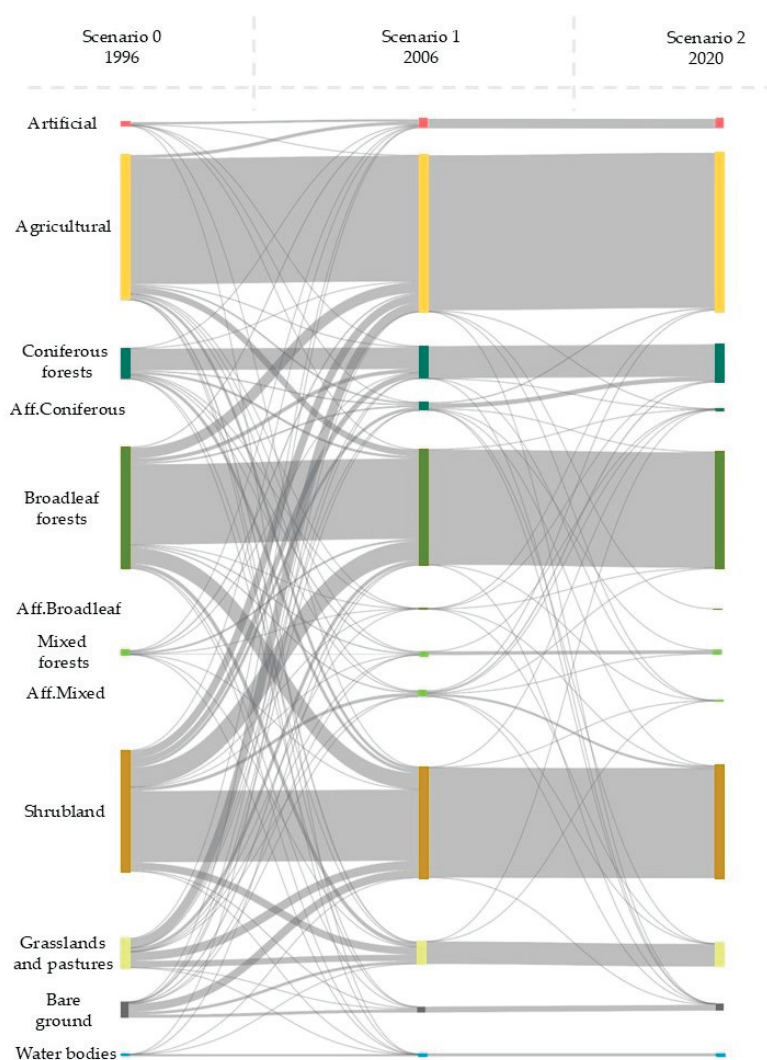 Scenario 0
1996
Scenario 1
2006
Scenario 2
2020
Artificial
Agricultural
Coniferous
forests
Aff.Coniferous
Broadleaf
forests
Aff.Broadleaf
Mixed
forests
Aff.Mixed
Shrubland
Grasslands
and pastures
Bare
ground
Water bodies